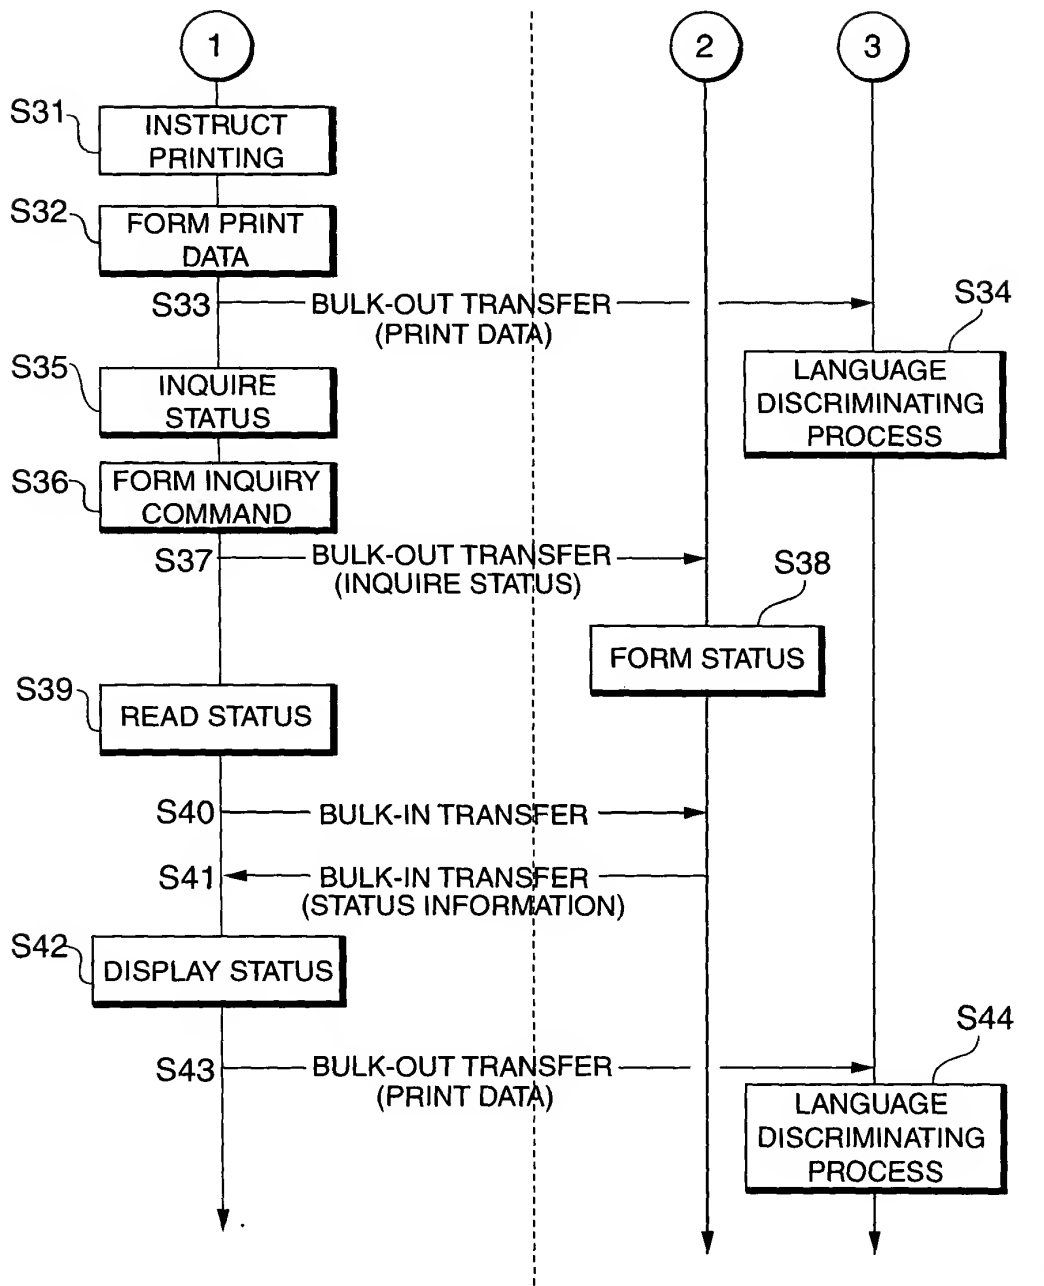 1
2
3
S31
INSTRUCT
PRINTING
S32
FORM PRINT
DATA
S33
BULK-OUT TRANSFER
(PRINT DATA)
S34
LANGUAGE
DISCRIMINATING
PROCESS
S35
INQUIRE
STATUS
S36
FORM INQUIRY
COMMAND
S37
BULK-OUT TRANSFER
(INQUIRE STATUS)
S38
FORM STATUS
S39
READ STATUS
S40
BULK-IN TRANSFER
S41
BULK-IN TRANSFER
(STATUS INFORMATION)
S42
DISPLAY STATUS
S43
BULK-OUT TRANSFER
(PRINT DATA)
S44
LANGUAGE
DISCRIMINATING
PROCESS